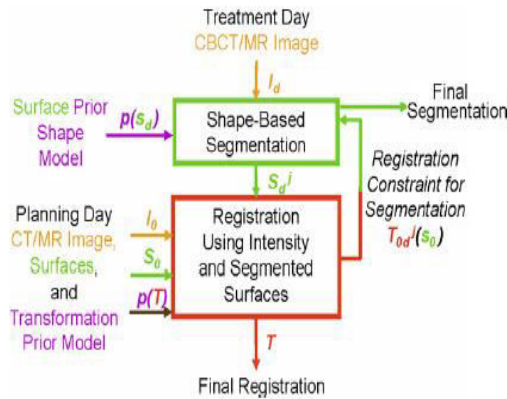 Treatment Day
CBCT/MR Image
I_d
Surface Prior
Shape
Model
p(s_d)
Shape-Based
Segmentation
Final
Segmentation
S_d^j
Registration
Constraint for
Segmentation
T_0d^j(s_0)
Planning Day
CT/MR Image,
Surfaces,
and
Transformation
Prior Model
I_0
S_0
p(T)
Registration
Using Intensity
and Segmented
Surfaces
T
Final Registration